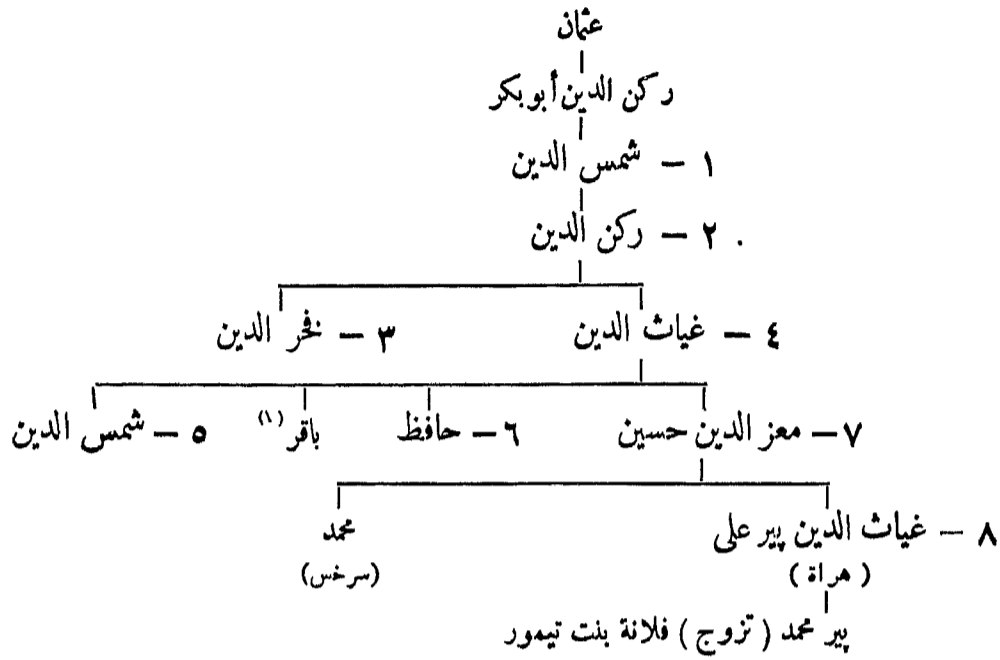 عثمان
ركن الدين أبو بكر
١ – شمس الدين
٢ – ركن الدين
٤ – غياث الدين ٣ – فخر الدين
٧ – معز الدين حسين ٦ – حافظ باقر (١) ٥ – شمس الدين
٨ – غياث الدين پير على محمد
( هراة ) (سرخس)
پير محمد ( تزوج ) فلانة بنت تيمور